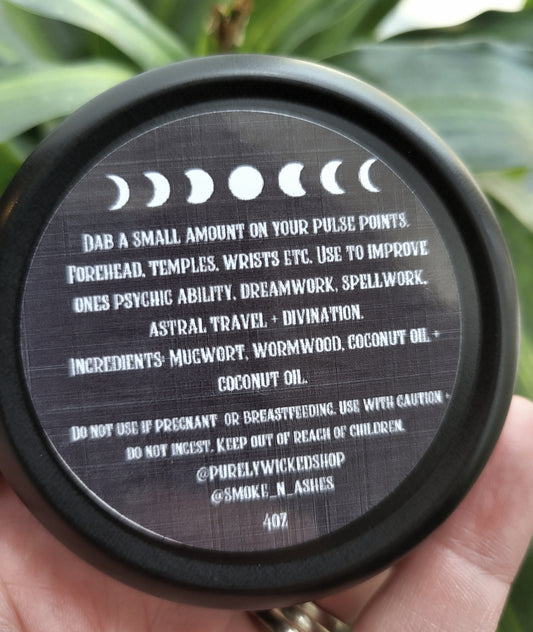 Dab a small amount on your pulse points.
Forehead, temples, wrists etc. Use to improve
ones psychic ability, dreamwork, spellwork,
astral travel + divination.
Ingredients: Mugwort, wormwood, coconut oil +
coconut oil.
Do not use if pregnant or breastfeeding. Use with caution +
do not ingest. Keep out of reach of children.
@purelywickedshop
@smoke_n_ashes
4oz